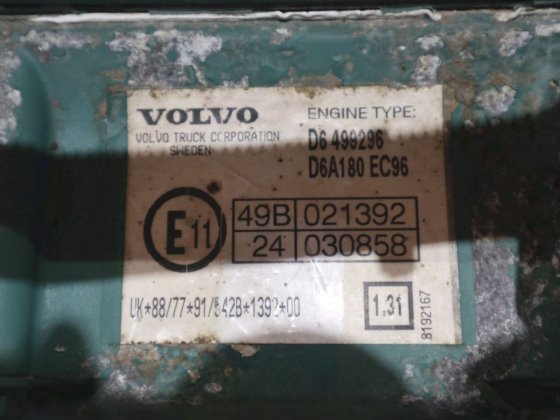 VOLVO
VOLVO TRUCK CORPORATION
SWEDEN
ENGINE TYPE:
D6 499296
D6A180 EC96
E11
49B 021392
24 030858
UK*88/77*91/542B*1392*00
1.31
8192167